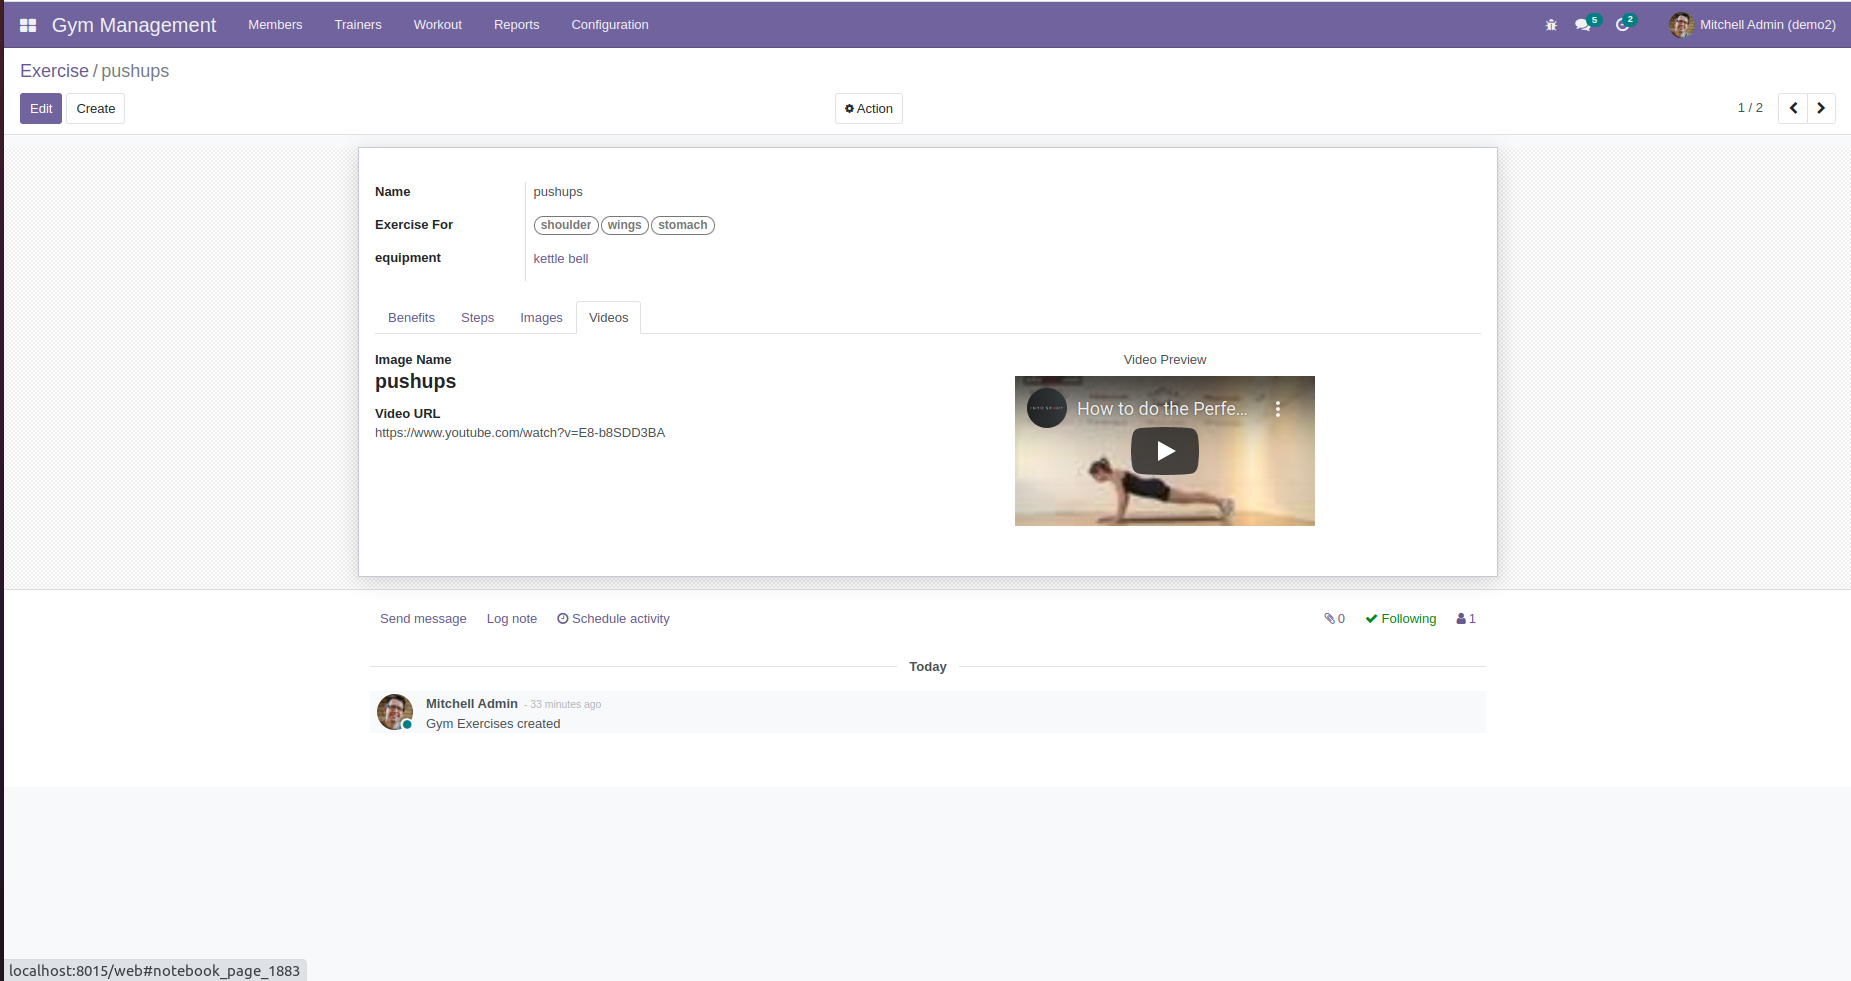 Gym Management Members Trainers Workout Reports Configuration 5 2 Mitchell Admin (demo2)
Exercise / pushups
Edit Create Action 1 / 2
Name pushups
Exercise For shoulder wings stomach
equipment kettle bell
Benefits Steps Images Videos
Image Name
pushups
Video URL
https://www.youtube.com/watch?v=E8-b8SDD3BA
Video Preview
How to do the Perfe...
Send message Log note Schedule activity 0 Following 1
Today
Mitchell Admin - 33 minutes ago
Gym Exercises created
localhost:8015/web#notebook_page_1883